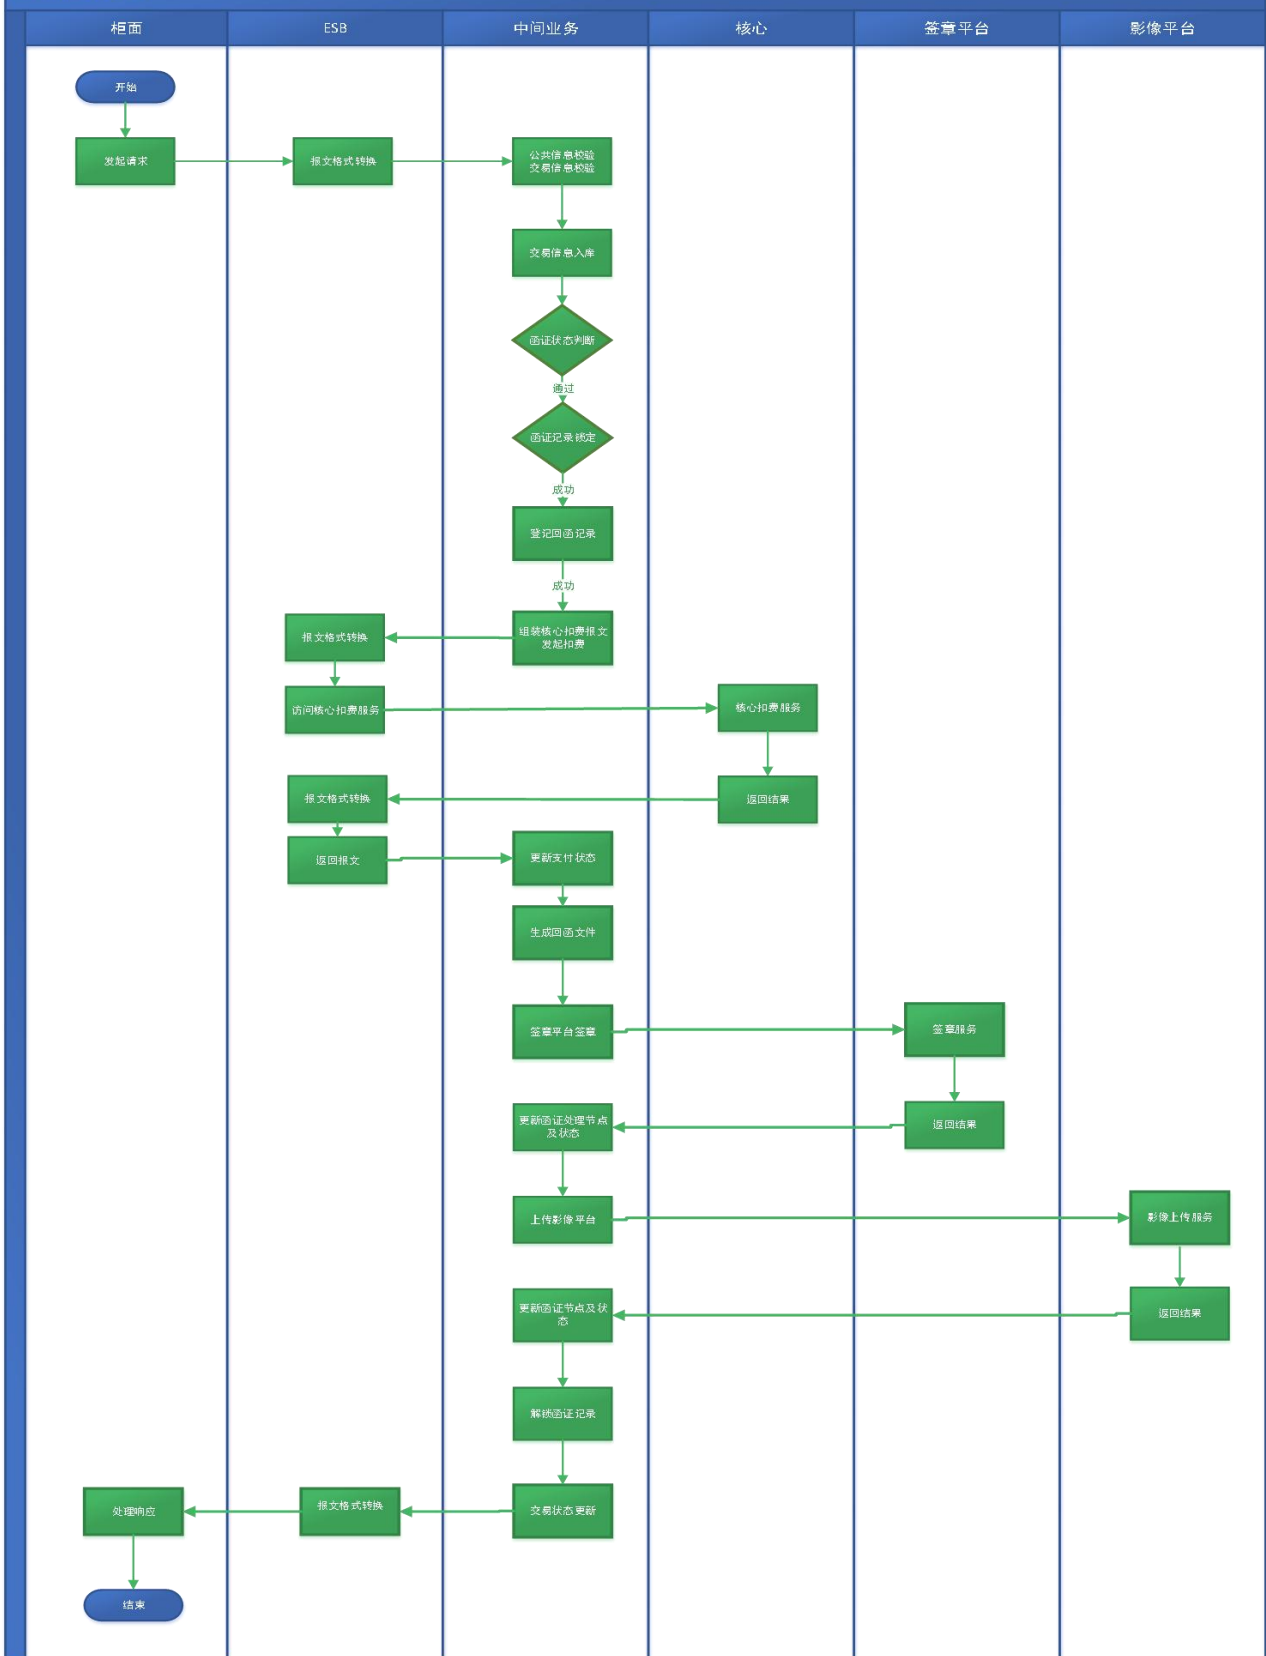 柜面
ESB
中间业务
核心
签章平台
影像平台
开始
发起请求
报文格式转换
公共信息校验
交易信息校验
交易信息入库
函证状态判断
通过
函证记录锁定
成功
登记回函记录
成功
组装核心扣费报文
发起扣费
报文格式转换
访问核心扣费服务
核心扣费服务
报文格式转换
返回结果
返回报文
更新支付状态
生成回函文件
签章平台签章
签章服务
更新函证处理节点
及状态
返回结果
上传影像平台
影像上传服务
更新函证节点及状
态
返回结果
解锁函证记录
处理响应
报文格式转换
交易状态更新
结束